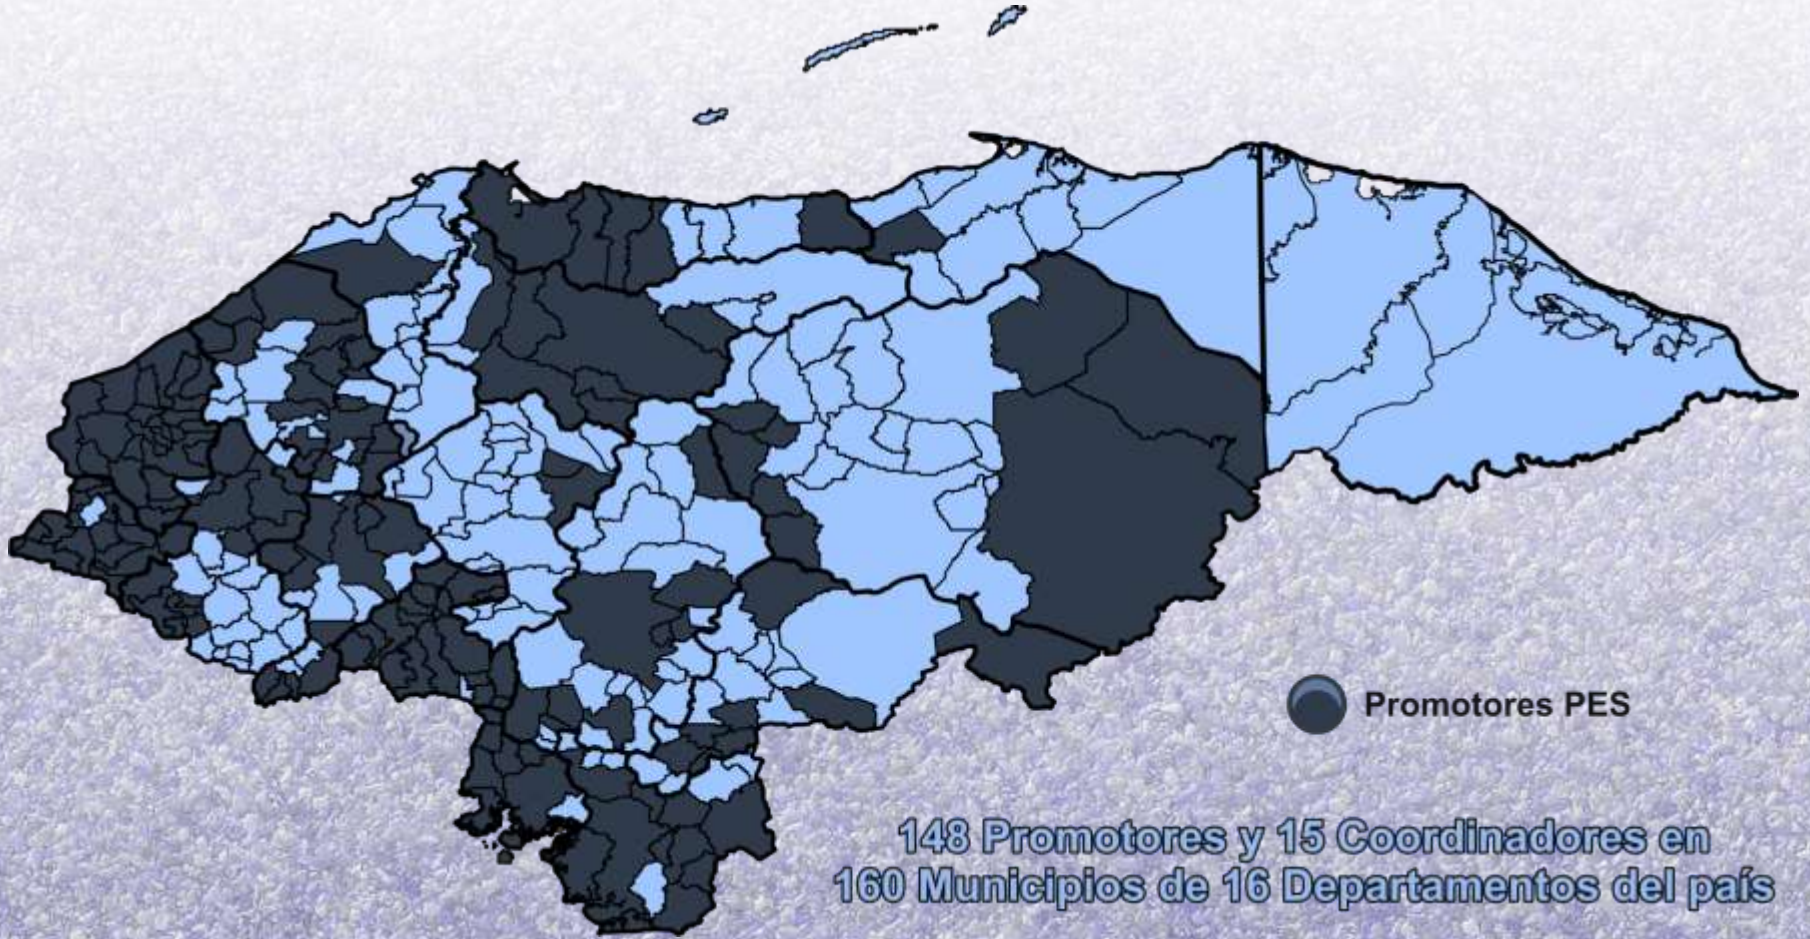 Promotores PES
148 Promotores y 15 Coordinadores en
160 Municipios de 16 Departamentos del país